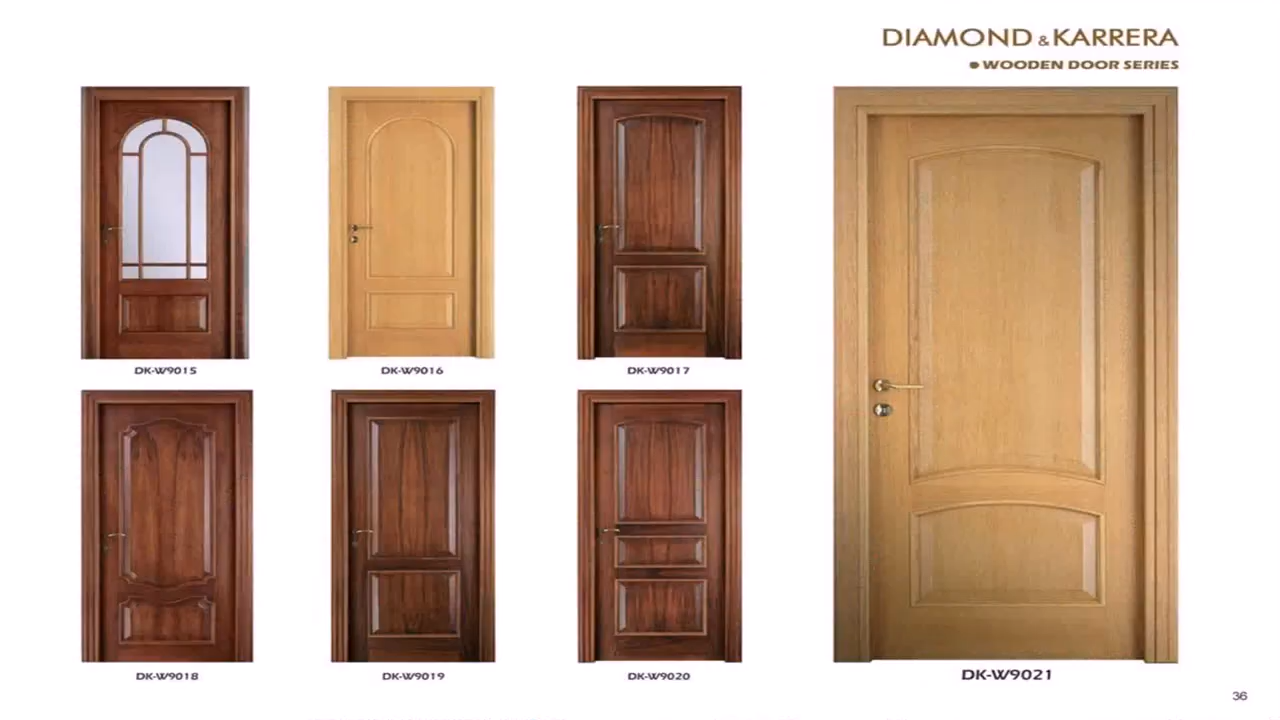 DIAMOND & KARRERA
• WOODEN DOOR SERIES
DK-W9015
DK-W9016
DK-W9017
DK-W9018
DK-W9019
DK-W9020
DK-W9021
36